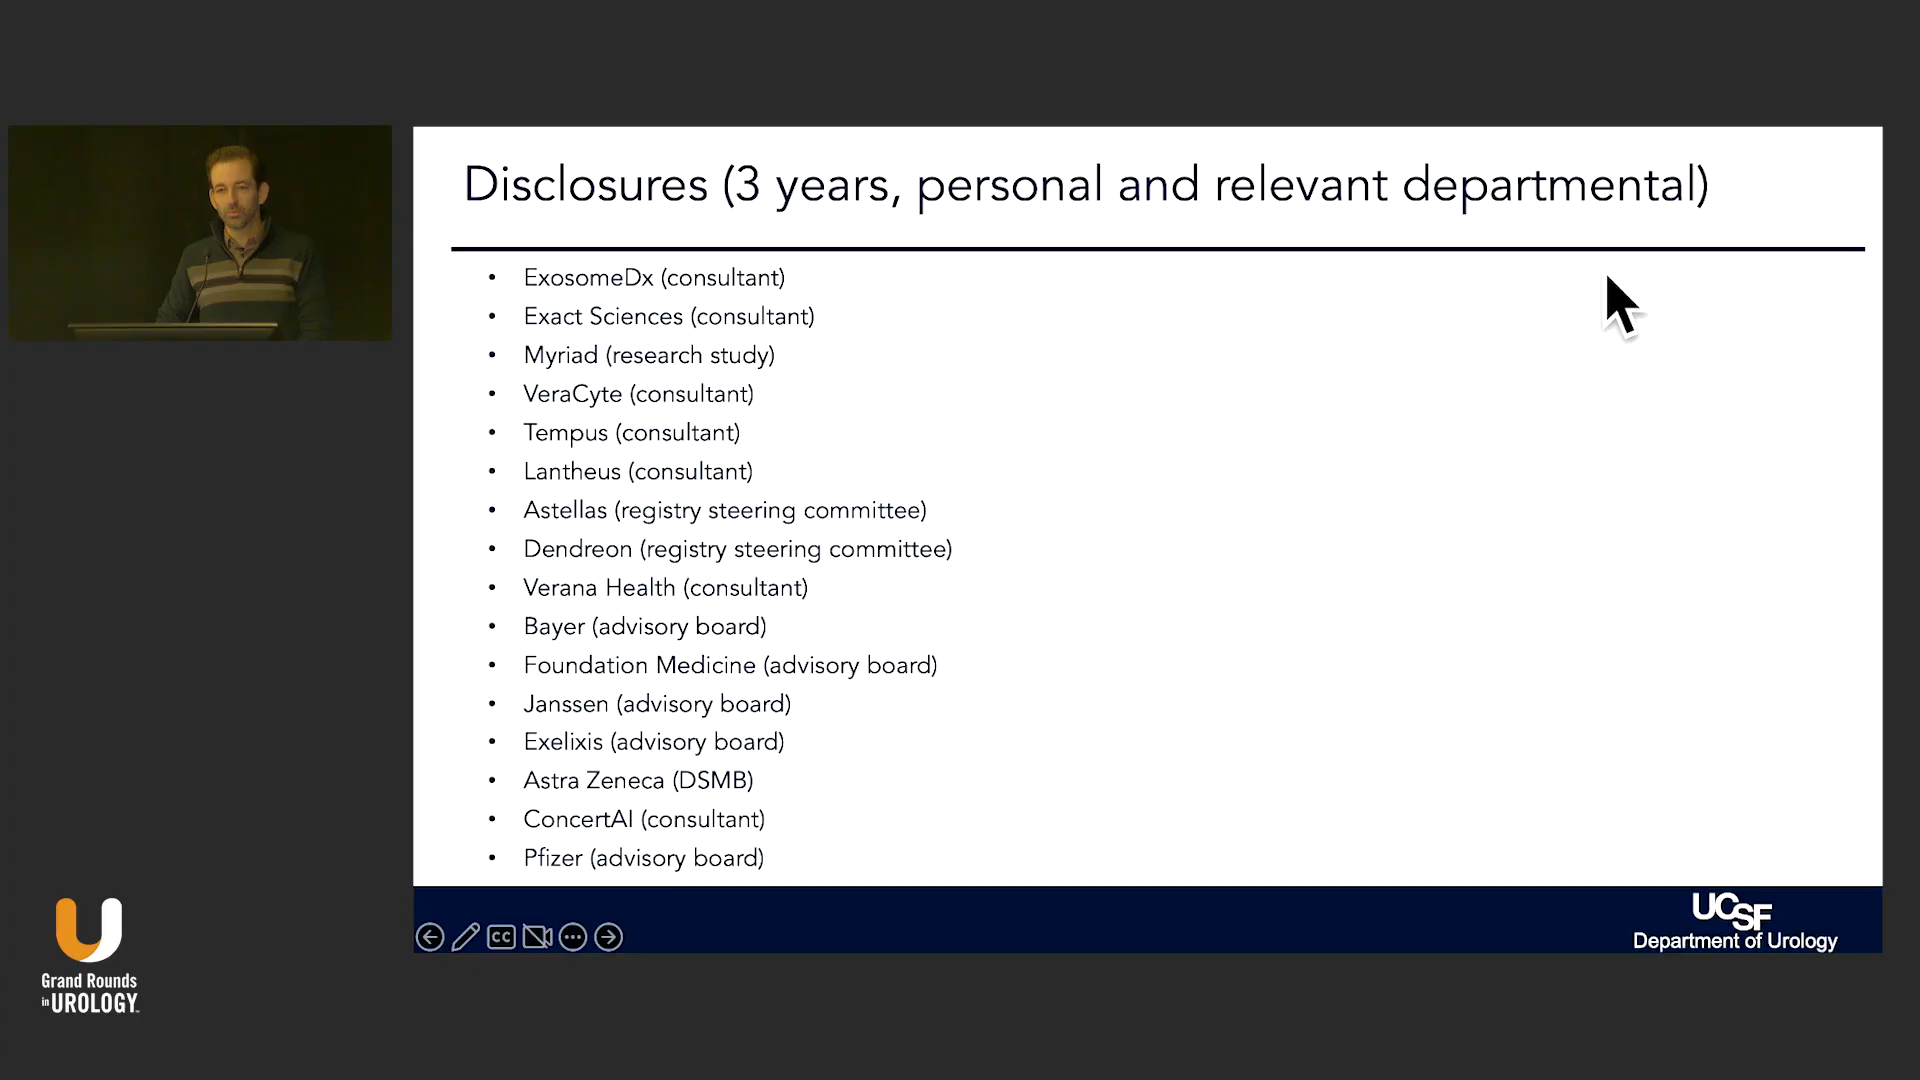 Disclosures (3 years, personal and relevant departmental)
• ExosomeDx (consultant)
• Exact Sciences (consultant)
• Myriad (research study)
• VeraCyte (consultant)
• Tempus (consultant)
• Lantheus (consultant)
• Astellas (registry steering committee)
• Dendreon (registry steering committee)
• Verana Health (consultant)
• Bayer (advisory board)
• Foundation Medicine (advisory board)
• Janssen (advisory board)
• Exelixis (advisory board)
• Astra Zeneca (DSMB)
• ConcertAI (consultant)
• Pfizer (advisory board)
CC
UCSF
Department of Urology
U
Grand Rounds
in UROLOGY